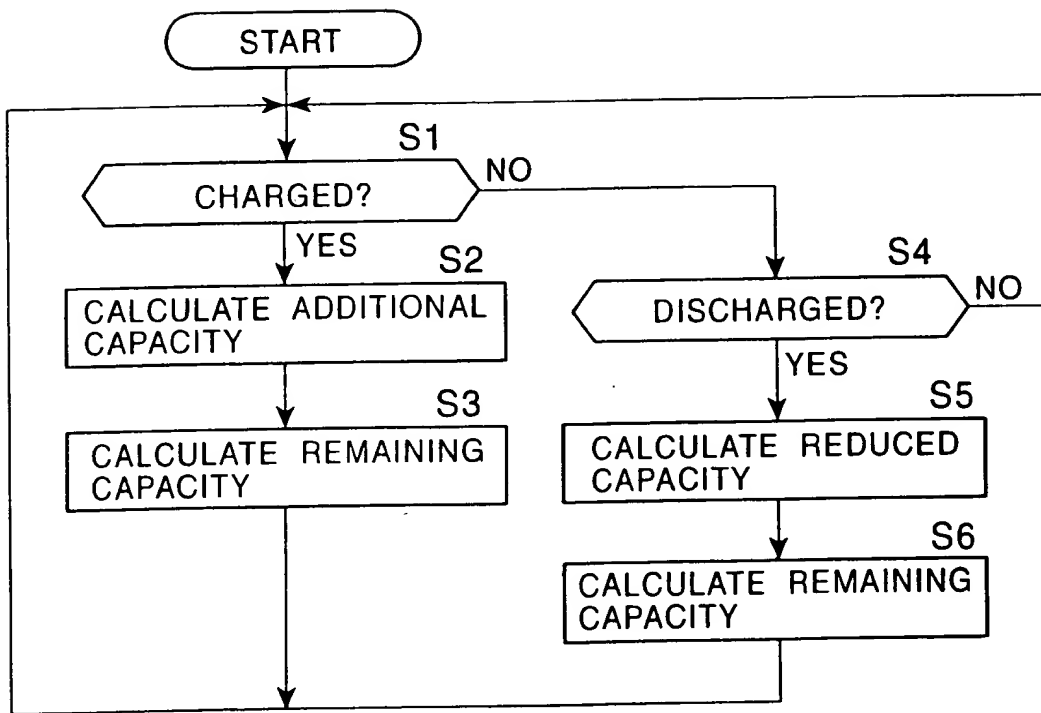 START
S1
CHARGED?
NO
YES
S2
CALCULATE ADDITIONAL
CAPACITY
S3
CALCULATE REMAINING
CAPACITY
S4
DISCHARGED?
NO
YES
S5
CALCULATE REDUCED
CAPACITY
S6
CALCULATE REMAINING
CAPACITY